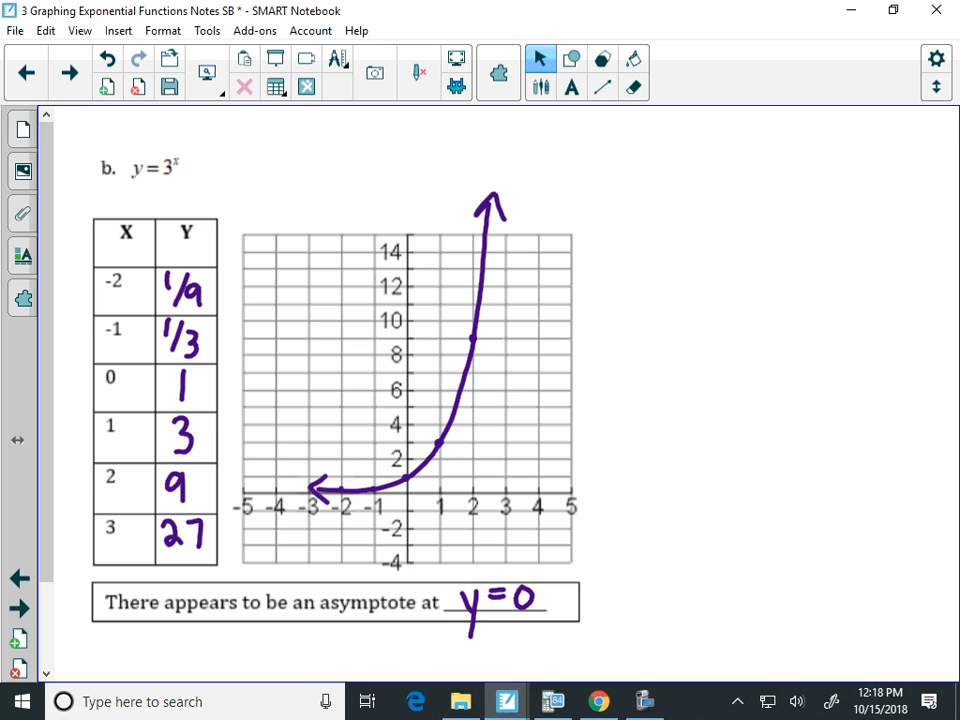 3 Graphing Exponential Functions Notes SB * - SMART Notebook
File Edit View Insert Format Tools Add-ons Account Help
b. y = 3ˣ
X Y
-2 1/9
-1 1/3
0 1
1 3
2 9
3 27
14
12
10
8
6
4
2
-5 -4 -3 -2 -1 1 2 3 4 5
-2
-4
There appears to be an asymptote at y = 0
Type here to search
12:18 PM
10/15/2018